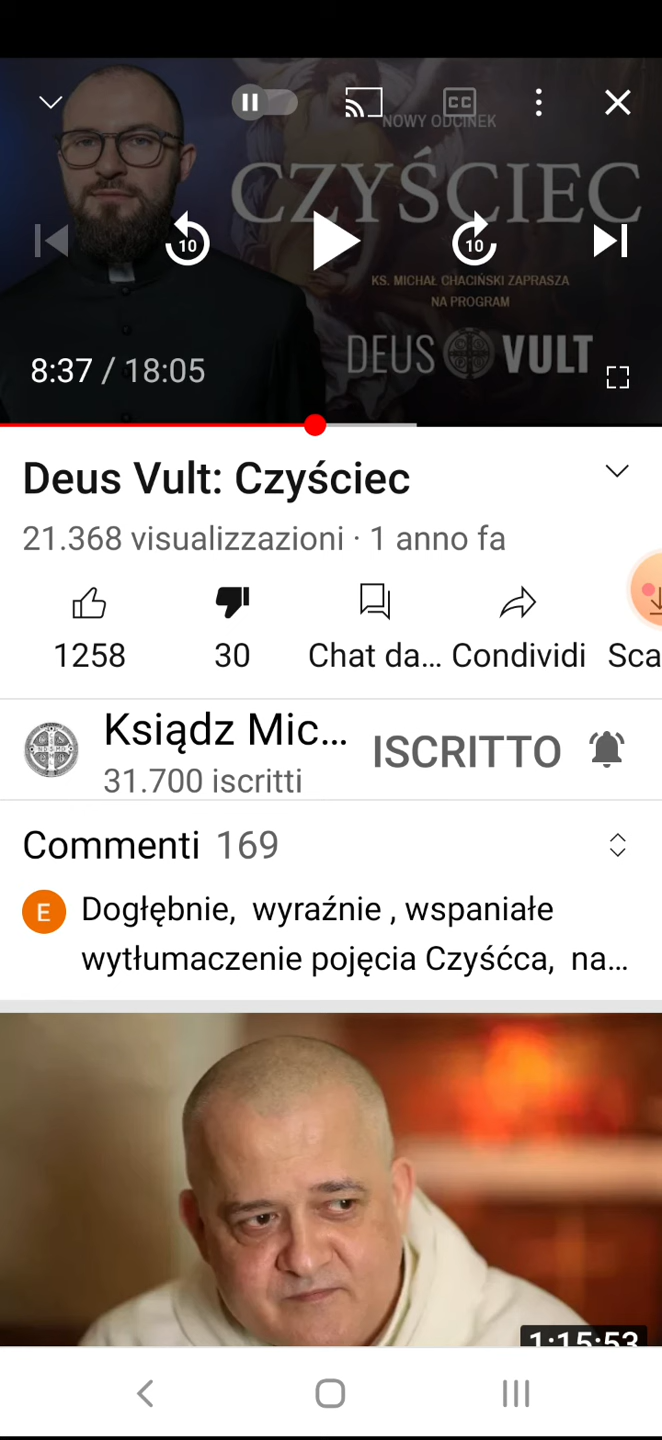 NOWY ODCINEK
CZYŚCIEC
10
10
KS. MICHAŁ CHACIŃSKI ZAPRASZA
NA PROGRAM
DEUS VULT
8:37 / 18:05
Deus Vult: Czyściec
21.368 visualizzazioni · 1 anno fa
1258 30 Chat da... Condividi Sca
Ksiądz Mic...
ISCRITTO
31.700 iscritti
Commenti 169
E
Dogłębnie, wyraźnie , wspaniałe
wytłumaczenie pojęcia Czyśćca, na...
1:15:53